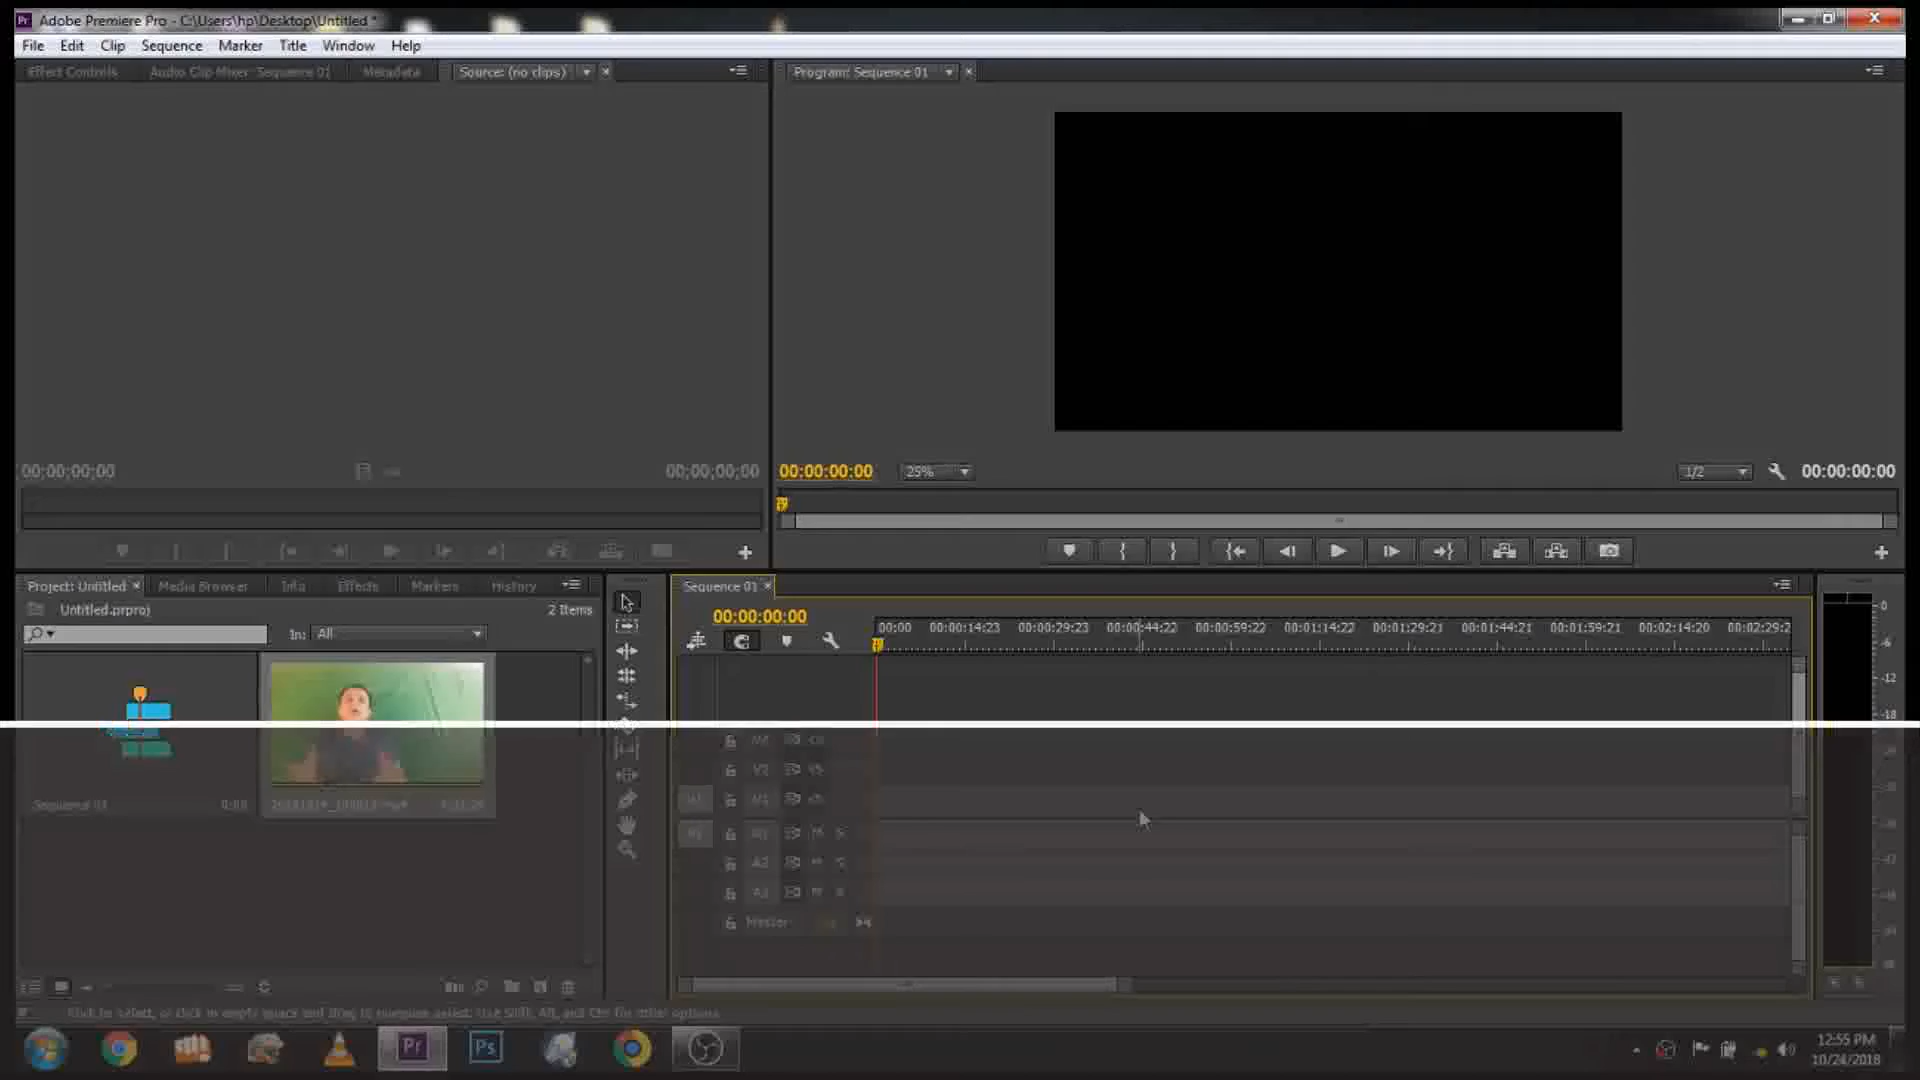 Adobe Premiere Pro - C:\Users\hp\Desktop\Untitled *
File Edit Clip Sequence Marker Title Window Help
Effect Controls Audio Clip Mixer: Sequence 01 Metadata Source: (no clips) Program: Sequence 01
00;00;00;00 00;00;00;00 00:00:00:00 25% 1/2 00:00:00:00
Project: Untitled Media Browser Info Effects Markers History
Untitled.prproj 2 Items
In: All
Sequence 01
00:00:00:00
00:00 00:00:14:23 00:00:29:23 00:00:44:22 00:00:59:22 00:01:14:22 00:01:29:21 00:01:44:21 00:01:59:21 00:02:14:20 00:02:29:2
0
-6
-12
-18
Sequence 01
V2
A2 M S
A3 M S
Master
Click to select, or click in empty space and drag to marquee select. Use Shift, Alt, and Ctrl for other options.
Pr Ps
12:55 PM
10/24/2018